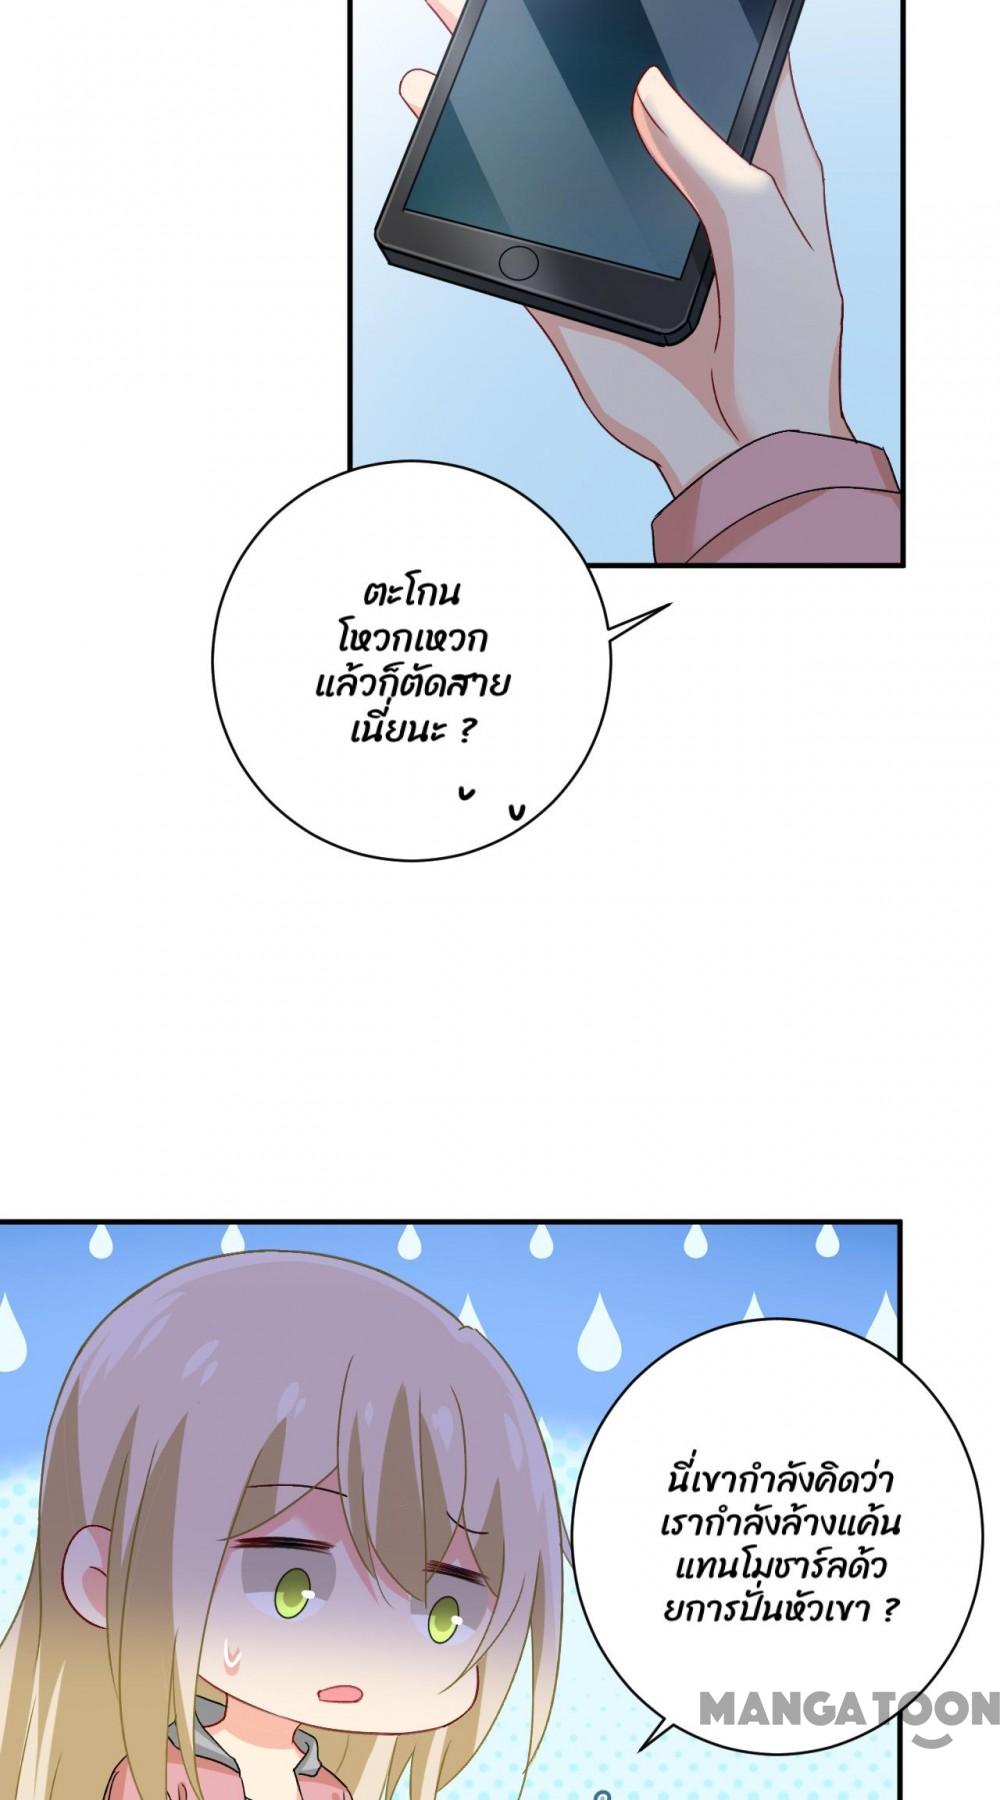 ตะโกน
โหวกเหวก
แล้วก็ตัดสาย
เนี่ยนะ ?
นี่เขากำลังคิดว่า
เรากำลังล้างแค้น
แทนโมชาร์ลด้ว
ยการปั่นหัวเขา ?
MANGATOON